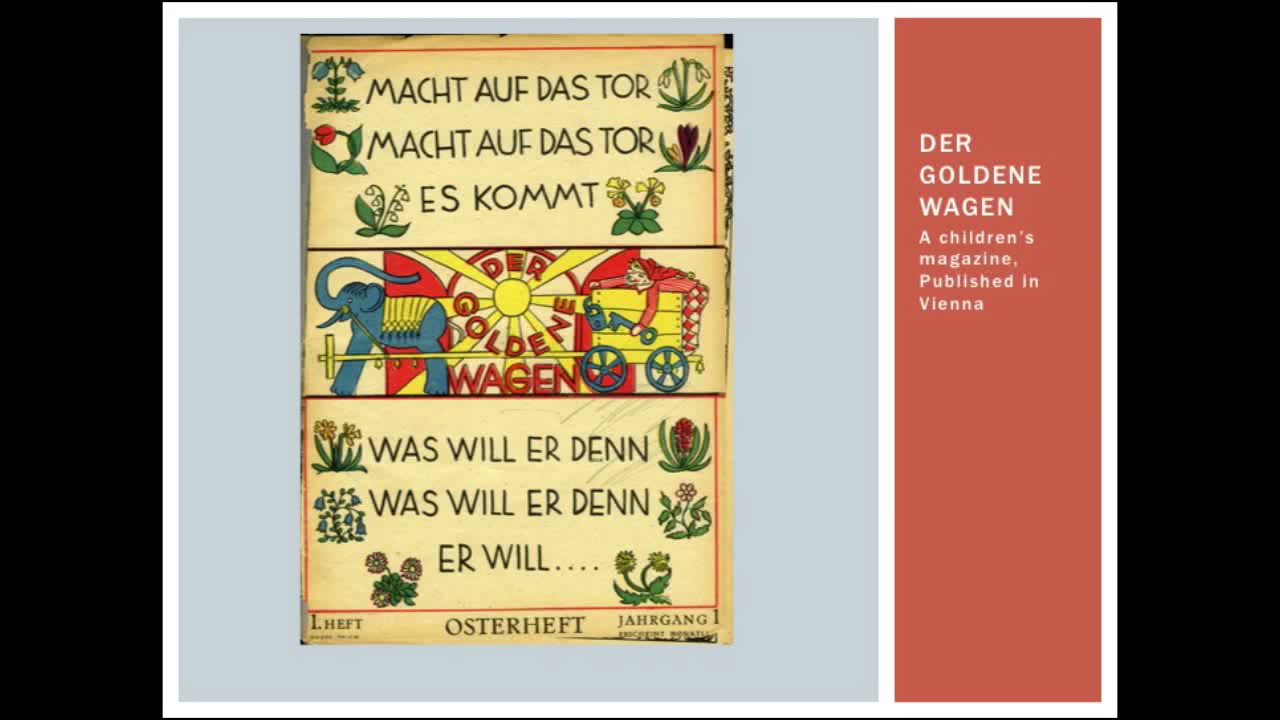 MACHT AUF DAS TOR
MACHT AUF DAS TOR
ES KOMMT
DER
GOLDENE
WAGEN
WAS WILL ER DENN
WAS WILL ER DENN
ER WILL....
1. HEFT
OSTERHEFT
JAHRGANG 1
ERSCHEINT
DER
GOLDENE
WAGEN
A children's
magazine,
Published in
Vienna